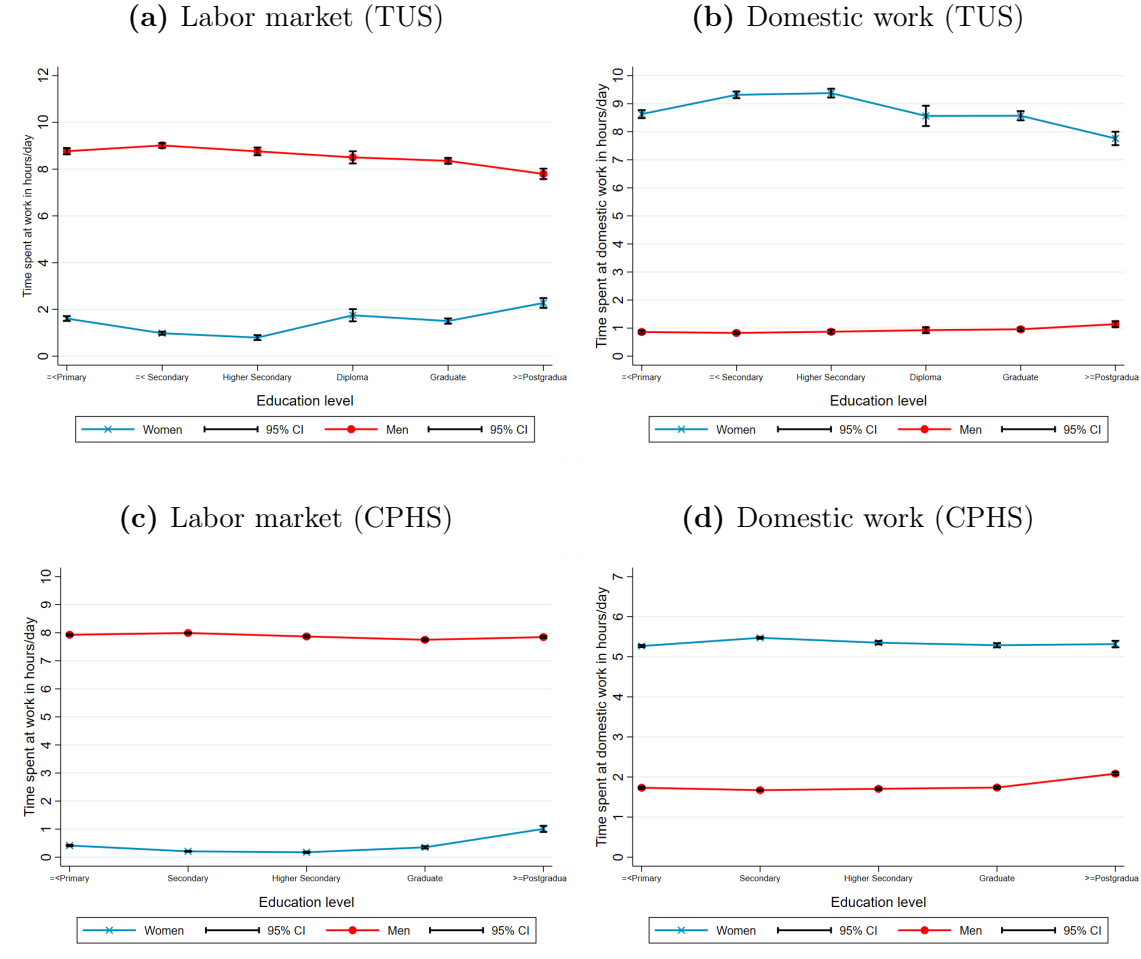 (a) Labor market (TUS)
Time spent at work in hours/day
12
10
8
6
4
2
0
=<Primary =< Secondary Higher Secondary Diploma Graduate >=Postgradua
Education level
Women 95% CI Men 95% CI
(b) Domestic work (TUS)
Time spent at domestic work in hours/day
10
9
8
7
6
5
4
3
2
1
0
=<Primary =< Secondary Higher Secondary Diploma Graduate >=Postgradua
Education level
Women 95% CI Men 95% CI
(c) Labor market (CPHS)
Time spent at work in hours/day
10
9
8
7
6
5
4
3
2
1
0
=<Primary Secondary Higher Secondary Graduate >=Postgradua
Education level
Women 95% CI Men 95% CI
(d) Domestic work (CPHS)
Time spent at domestic work in hours/day
7
6
5
4
3
2
1
0
=<Primary Secondary Higher Secondary Graduate >=Postgradua
Education level
Women 95% CI Men 95% CI